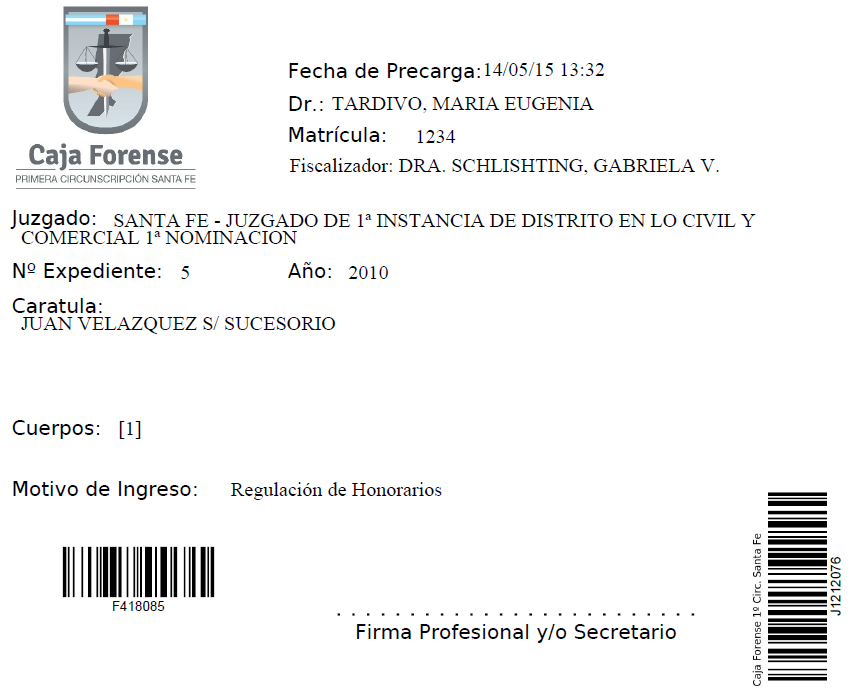 Caja Forense
PRIMERA CIRCUNSCRIPCIÓN SANTA FE
Fecha de Precarga:14/05/15 13:32
Dr.: TARDIVO, MARIA EUGENIA
Matrícula: 1234
Fiscalizador: DRA. SCHLISHTING, GABRIELA V.
Juzgado: SANTA FE - JUZGADO DE 1ª INSTANCIA DE DISTRITO EN LO CIVIL Y
COMERCIAL 1ª NOMINACION
Nº Expediente: 5 Año: 2010
Caratula:
JUAN VELAZQUEZ S/ SUCESORIO
Cuerpos: [1]
Motivo de Ingreso: Regulación de Honorarios
F418085
. . . . . . . . . . . . . . . . . . . . . . . . . . . . .
Firma Profesional y/o Secretario
Caja Forense 1º Circ. Santa Fe
J1212076